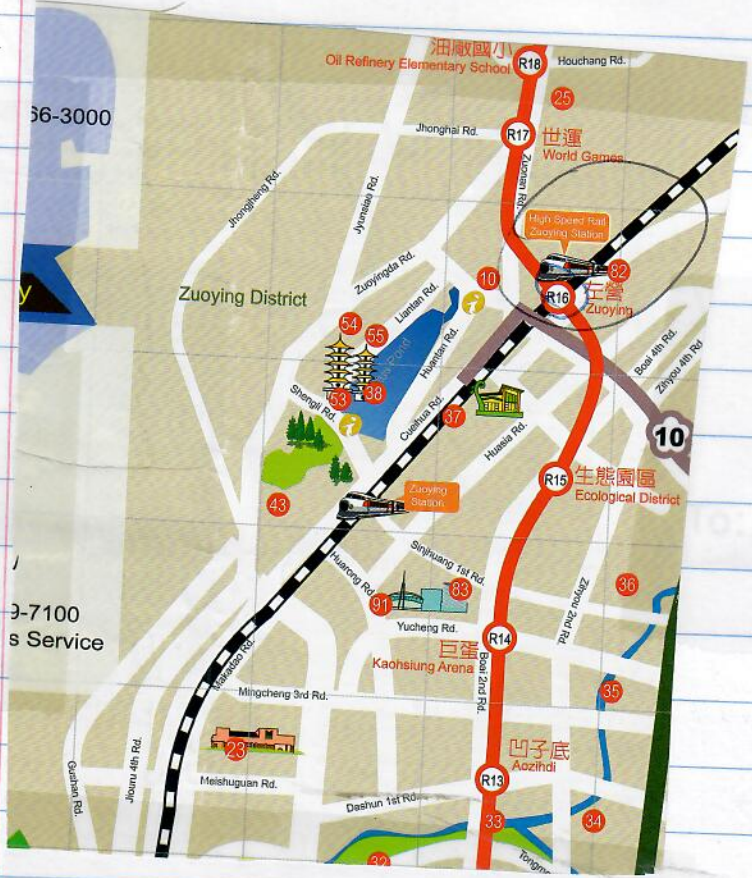 油廠國小
Oil Refinery Elementary School
R18
Houchang Rd.
25
66-3000
Jhonghai Rd.
R17
世運
World Games
Zuonan Rd.
Jhongjheng Rd.
Jyunsiao Rd.
High Speed Rail
Zuoying Station
Zuoyingda Rd.
10
82
R16
左營
Zuoying
y
Zuoying District
Liantan Rd.
i
54
55
Pond
Huantan Rd.
Boai 4th Rd.
Zihyou 4th Rd.
53
38
Shengli Rd.
i
Cueihua Rd.
37
Huasia Rd.
10
R15
生態園區
Ecological District
Zuoying
Station
43
Sinjhuang 1st Rd.
Huarong Rd.
83
91
36
Zihyou 2nd Rd.
9-7100
s Service
Yucheng Rd.
R14
巨蛋
Kaohsiung Arena
Boai 2nd Rd.
Makadao Rd.
Mingcheng 3rd Rd.
35
23
凹子底
Aozihdi
R13
Gushan Rd.
Jiouru 4th Rd.
Meishuguan Rd.
Dashun 1st Rd.
33
34
32